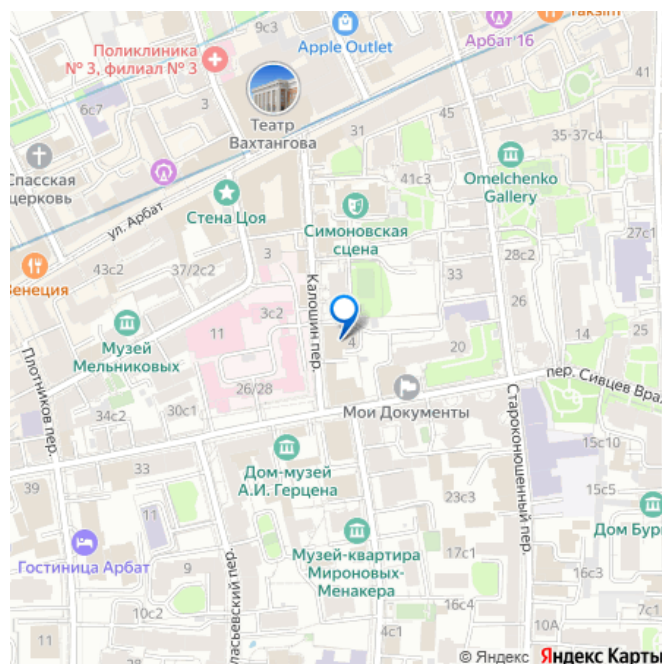 9с3
Taksim
Apple Outlet
Арбат 16
Поликлиника
№ 3, филиал № 3
41
3
6с7
45
Театр
Вахтангова
31
35-37с4
Спасская
церковь
41с3
Omelchenko
Gallery
Стена Цоя
ул. Арбат
Симоновская
сцена
27с1
3
28с2
43с2
37/2с2
33
Венеция
Калошин пер.
26
3с2
11
4
Музей
Мельниковых
20
Плотников пер.
26/28
пер. Сивцев Враж
34с2
30с1
Мои Документы
Староконюшенный пер.
15с10
33
Дом-музей
А.И. Герцена
39
23с3
15с5
11
Дом Бур
Музей-квартира
Мироновых-
Менакера
17с1
Гостиница Арбат
9
16с3
7с1
10с2
16с4
10А
4с1
11
© Яндекс Яндекс Карты